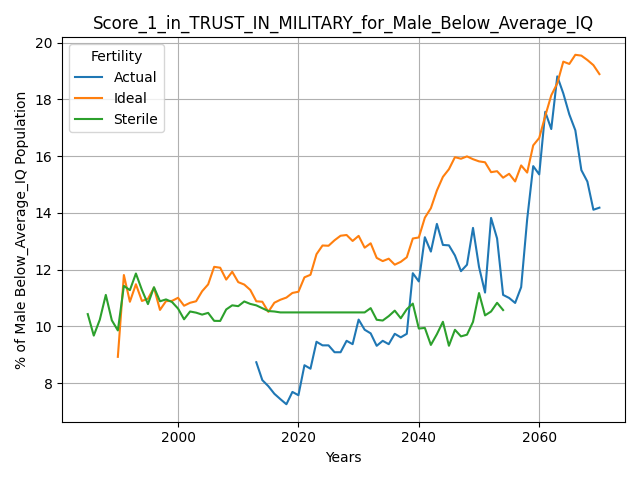 Score_1_in_TRUST_IN_MILITARY_for_Male_Below_Average_IQ
Fertility
Actual
Ideal
Sterile
% of Male Below_Average_IQ Population
20
18
16
14
12
10
8
2000 2020 2040 2060
Years